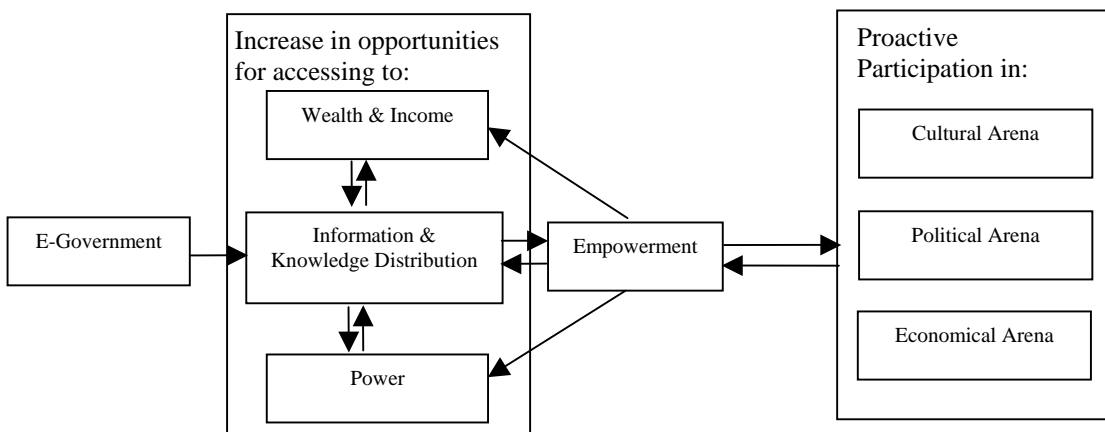 Increase in opportunities
for accessing to:
Wealth & Income
E-Government
Information &
Knowledge Distribution
Power
Empowerment
Proactive
Participation in:
Cultural Arena
Political Arena
Economical Arena